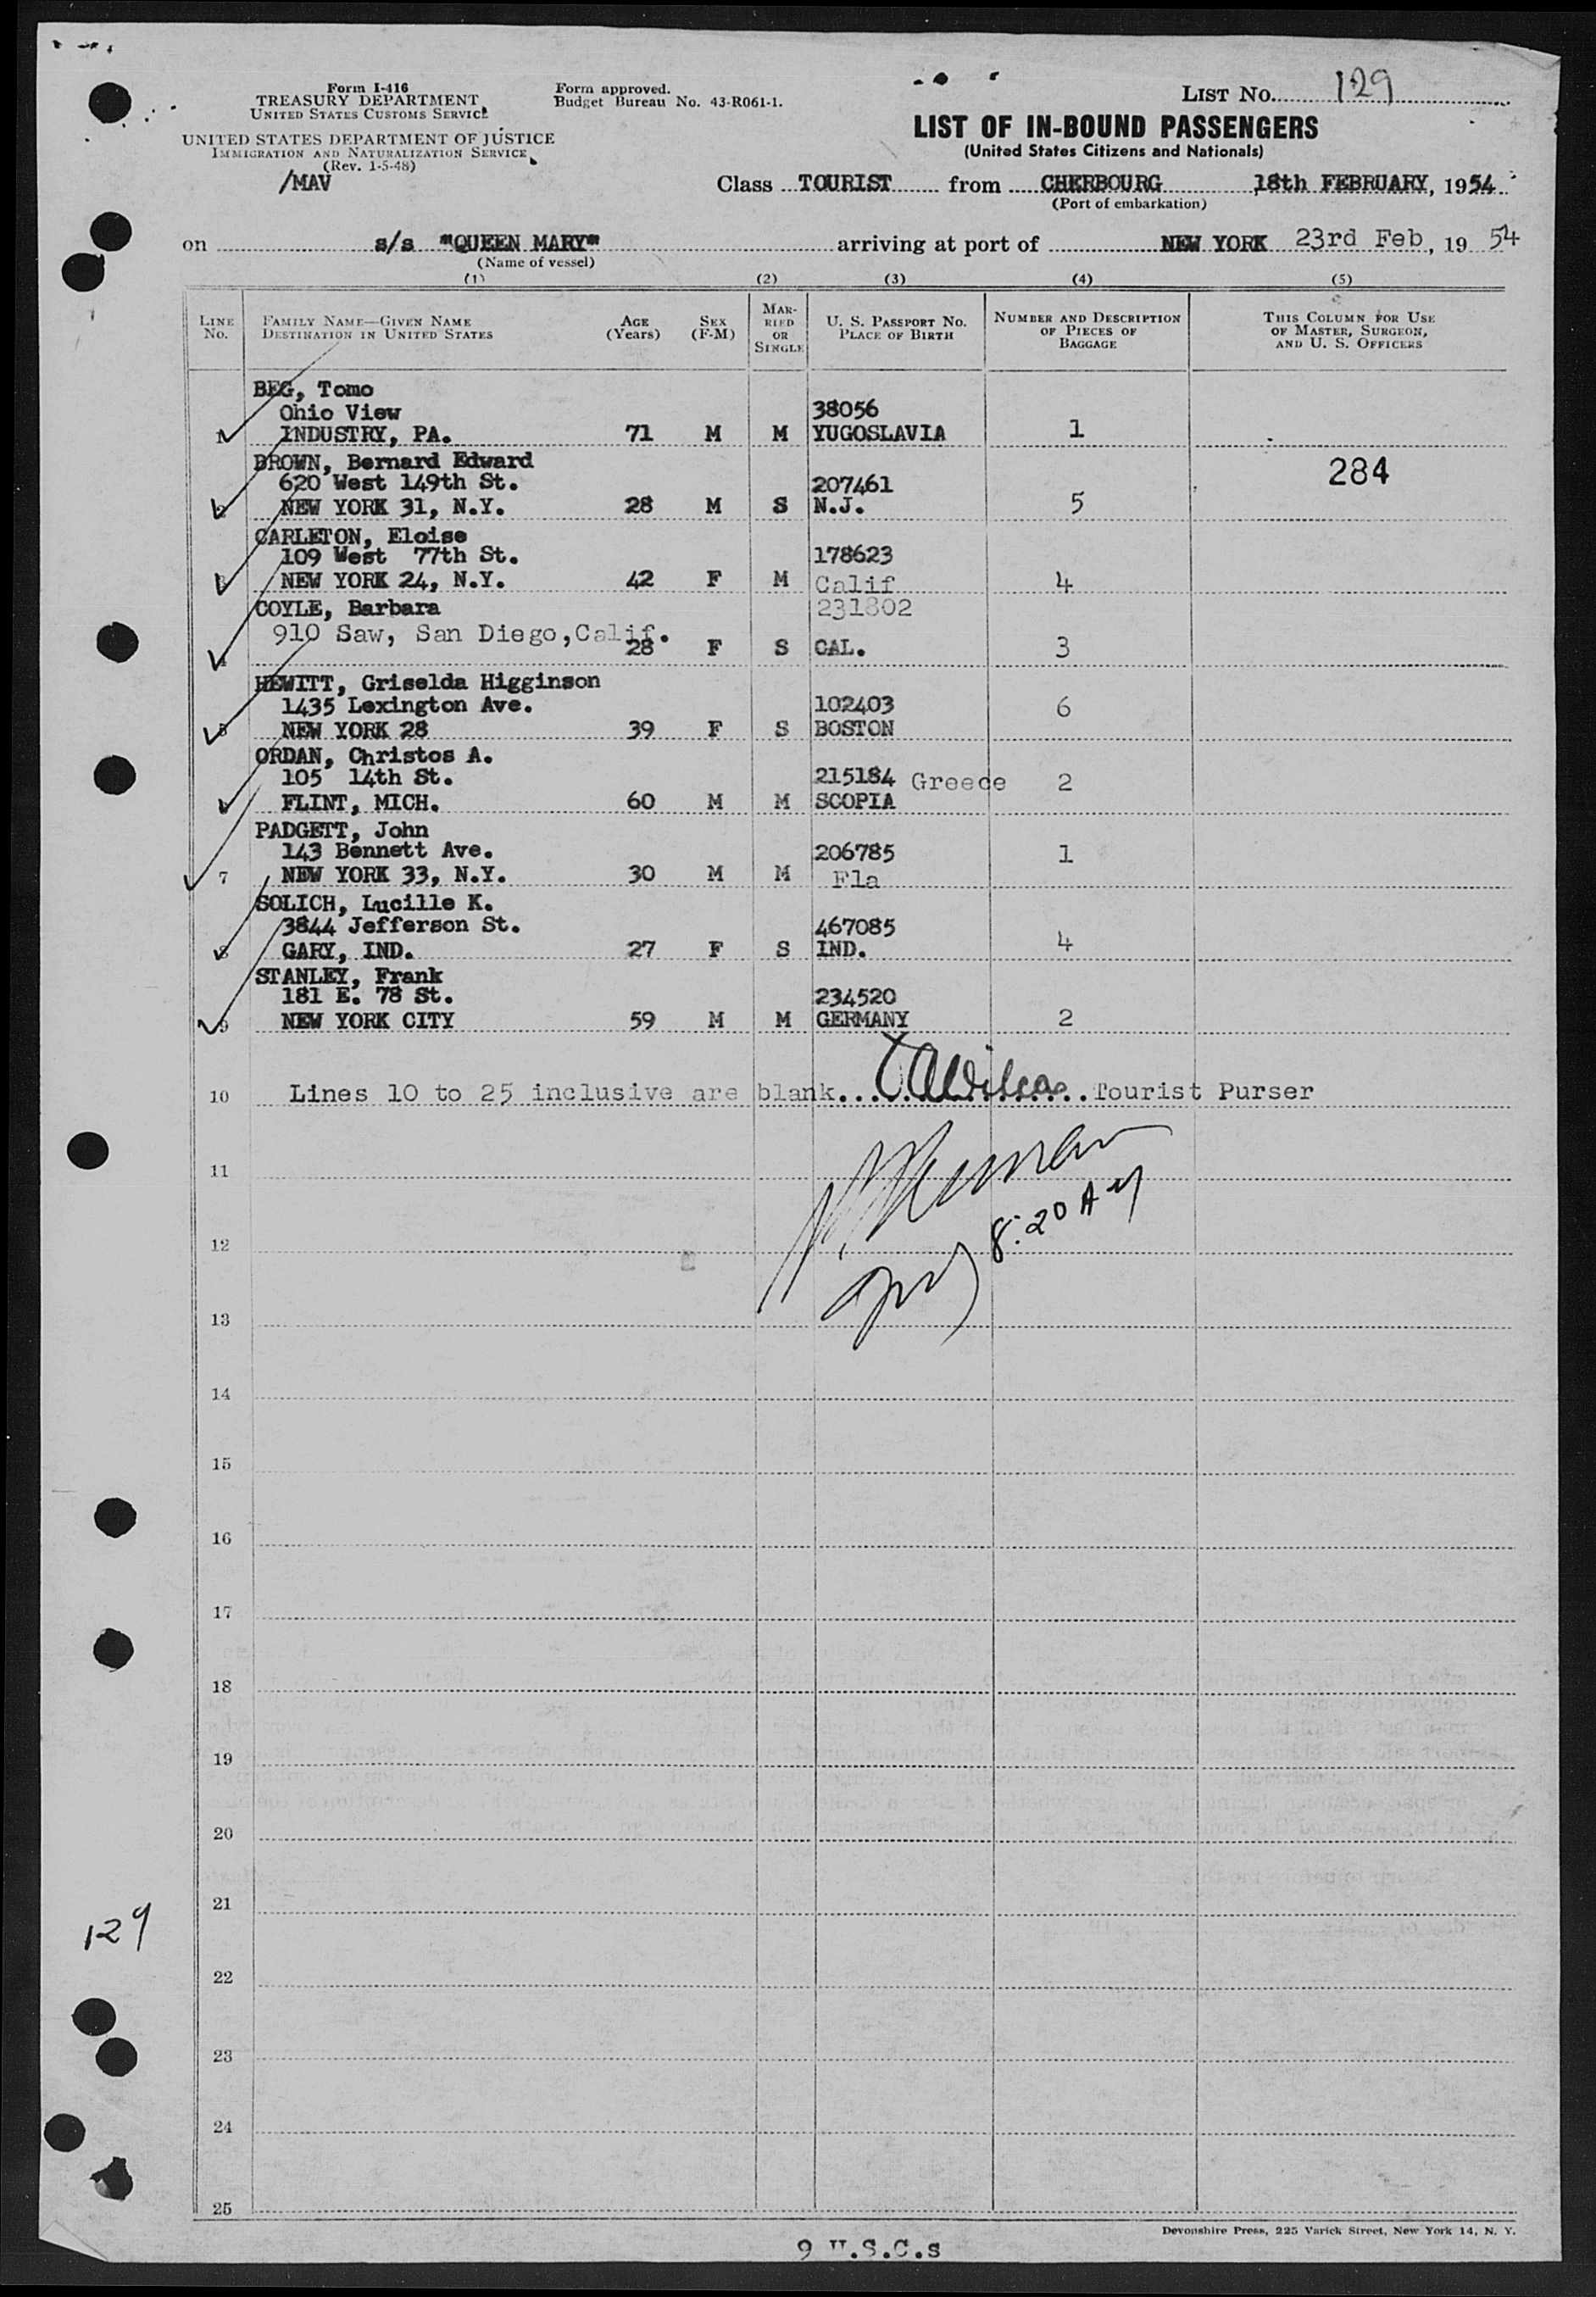 Form I-416
TREASURY DEPARTMENT
UNITED STATES CUSTOMS SERVICE
UNITED STATES DEPARTMENT OF JUSTICE
IMMIGRATION AND NATURALIZATION SERVICE
(Rev. 1-5-48)
/MAV
Form approved.
Budget Bureau No. 43-R061-1.
LIST NO. 129
LIST OF IN-BOUND PASSENGERS
(United States Citizens and Nationals)
Class TOURIST from CHERBOURG 18th FEBRUARY, 1954
(Port of embarkation)
on s/s "QUEEN MARY" arriving at port of NEW YORK 23rd Feb, 19 54
(Name of vessel)
(1) (2) (3) (4) (5)
LINE NO.
FAMILY NAME—GIVEN NAME
DESTINATION IN UNITED STATES
AGE (Years)
SEX (F-M)
MARRIED OR SINGLE
U. S. PASSPORT NO.
PLACE OF BIRTH
NUMBER AND DESCRIPTION OF PIECES OF BAGGAGE
THIS COLUMN FOR USE OF MASTER, SURGEON, AND U. S. OFFICERS
BEG, Tomo
Ohio View 38056
1 INDUSTRY, PA. 71 M M YUGOSLAVIA 1
BROWN, Bernard Edward 284
620 West 149th St. 207461
2 NEW YORK 31, N.Y. 28 M S N.J. 5
CARLETON, Eloise
109 West 77th St. 178623
3 NEW YORK 24, N.Y. 42 F M Calif 4
COYLE, Barbara 231802
910 Saw, San Diego, Calif.
4 28 F S CAL. 3
HEWITT, Griselda Higginson
1435 Lexington Ave. 102403 6
5 NEW YORK 28 39 F S BOSTON
ORDAN, Christos A.
105 14th St. 215184 Greece 2
6 FLINT, MICH. 60 M M SCOPIA
PADGETT, John
143 Bennett Ave. 206785 1
7 NEW YORK 33, N.Y. 30 M M Fla
SOLICH, Lucille K.
3844 Jefferson St. 467085 4
8 GARY, IND. 27 F S IND.
STANLEY, Frank
181 E. 78 St. 234520
9 NEW YORK CITY 59 M M GERMANY 2
10 Lines 10 to 25 inclusive are blank... Tourist Purser
11
8:20 AM
12
13
14
15
16
17
18
19
20
21
129
22
23
24
25
Devonshire Press, 225 Varick Street, New York 14, N. Y.
9 U.S.C.s